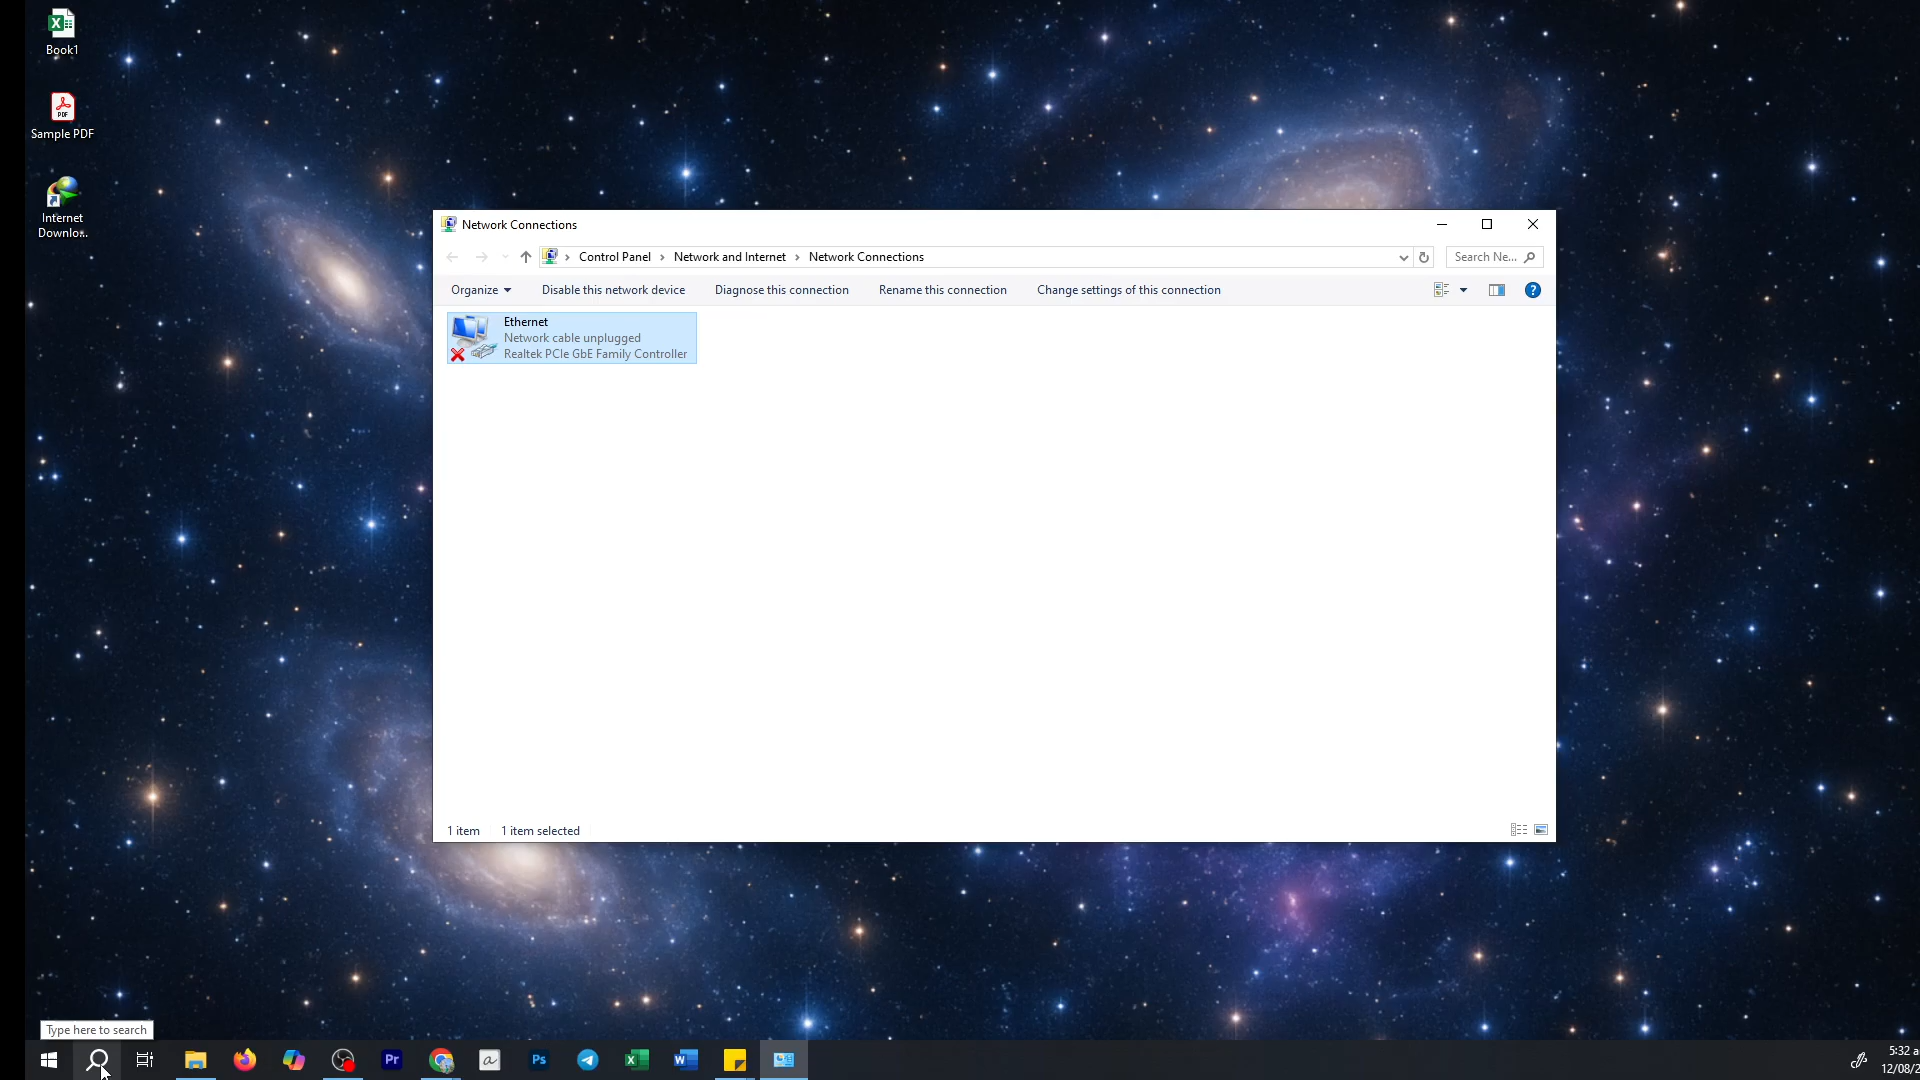 Book1
Sample PDF
Internet
Downlo...
Network Connections
Control Panel
Network and Internet
Network Connections
Search Ne...
Organize
Disable this network device
Diagnose this connection
Rename this connection
Change settings of this connection
?
Ethernet
Network cable unplugged
Realtek PCIe GbE Family Controller
1 item
1 item selected
Type here to search
Pr
a
Ps
X
W
5:32 a
12/08/2